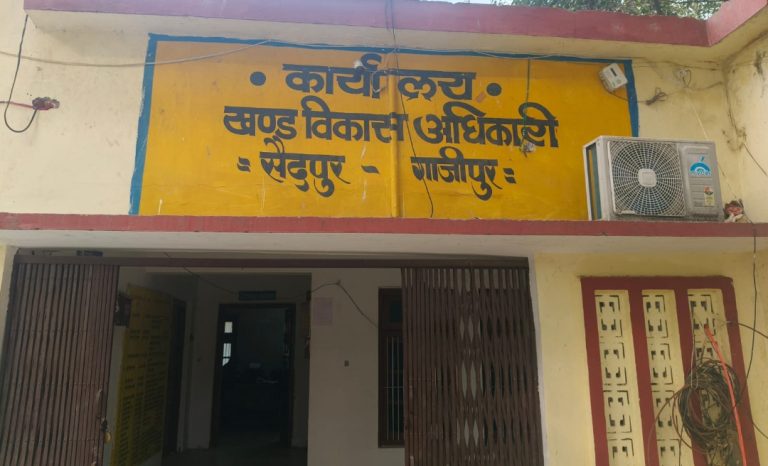 • कार्यालय •
खण्ड विकास अधिकारी
= सैदपुर - गाजीपुर =